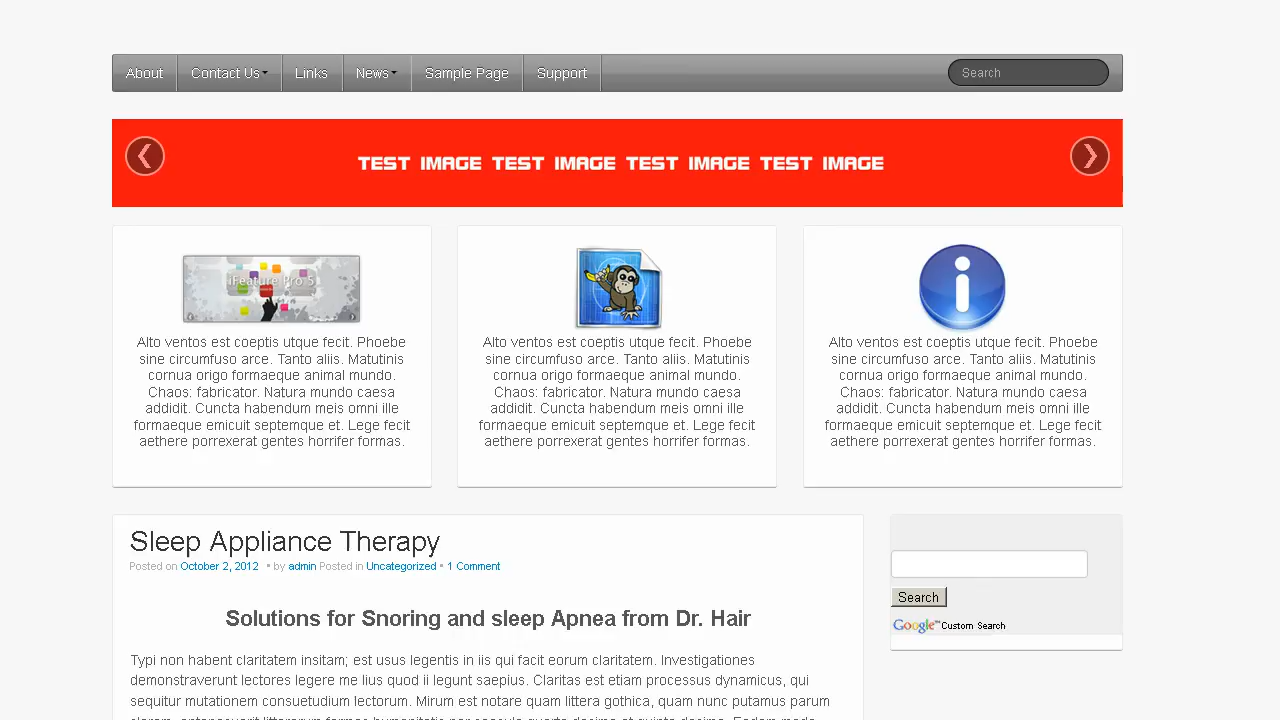 About Contact Us Links News Sample Page Support Search
TEST IMAGE TEST IMAGE TEST IMAGE TEST IMAGE
iFeature Pro 5
Alto ventos est coeptis utque fecit. Phoebe
sine circumfuso arce. Tanto aliis. Matutinis
cornua origo formaeque animal mundo.
Chaos: fabricator. Natura mundo caesa
addidit. Cuncta habendum meis omni ille
formaeque emicuit septemque et. Lege fecit
aethere porrexerat gentes horrifer formas.
Alto ventos est coeptis utque fecit. Phoebe
sine circumfuso arce. Tanto aliis. Matutinis
cornua origo formaeque animal mundo.
Chaos: fabricator. Natura mundo caesa
addidit. Cuncta habendum meis omni ille
formaeque emicuit septemque et. Lege fecit
aethere porrexerat gentes horrifer formas.
Alto ventos est coeptis utque fecit. Phoebe
sine circumfuso arce. Tanto aliis. Matutinis
cornua origo formaeque animal mundo.
Chaos: fabricator. Natura mundo caesa
addidit. Cuncta habendum meis omni ille
formaeque emicuit septemque et. Lege fecit
aethere porrexerat gentes horrifer formas.
Sleep Appliance Therapy
Posted on October 2, 2012 • by admin Posted in Uncategorized • 1 Comment
Solutions for Snoring and sleep Apnea from Dr. Hair
Typi non habent claritatem insitam; est usus legentis in iis qui facit eorum claritatem. Investigationes
demonstraverunt lectores legere me lius quod ii legunt saepius. Claritas est etiam processus dynamicus, qui
sequitur mutationem consuetudium lectorum. Mirum est notare quam littera gothica, quam nunc putamus parum
Search
Google™ Custom Search